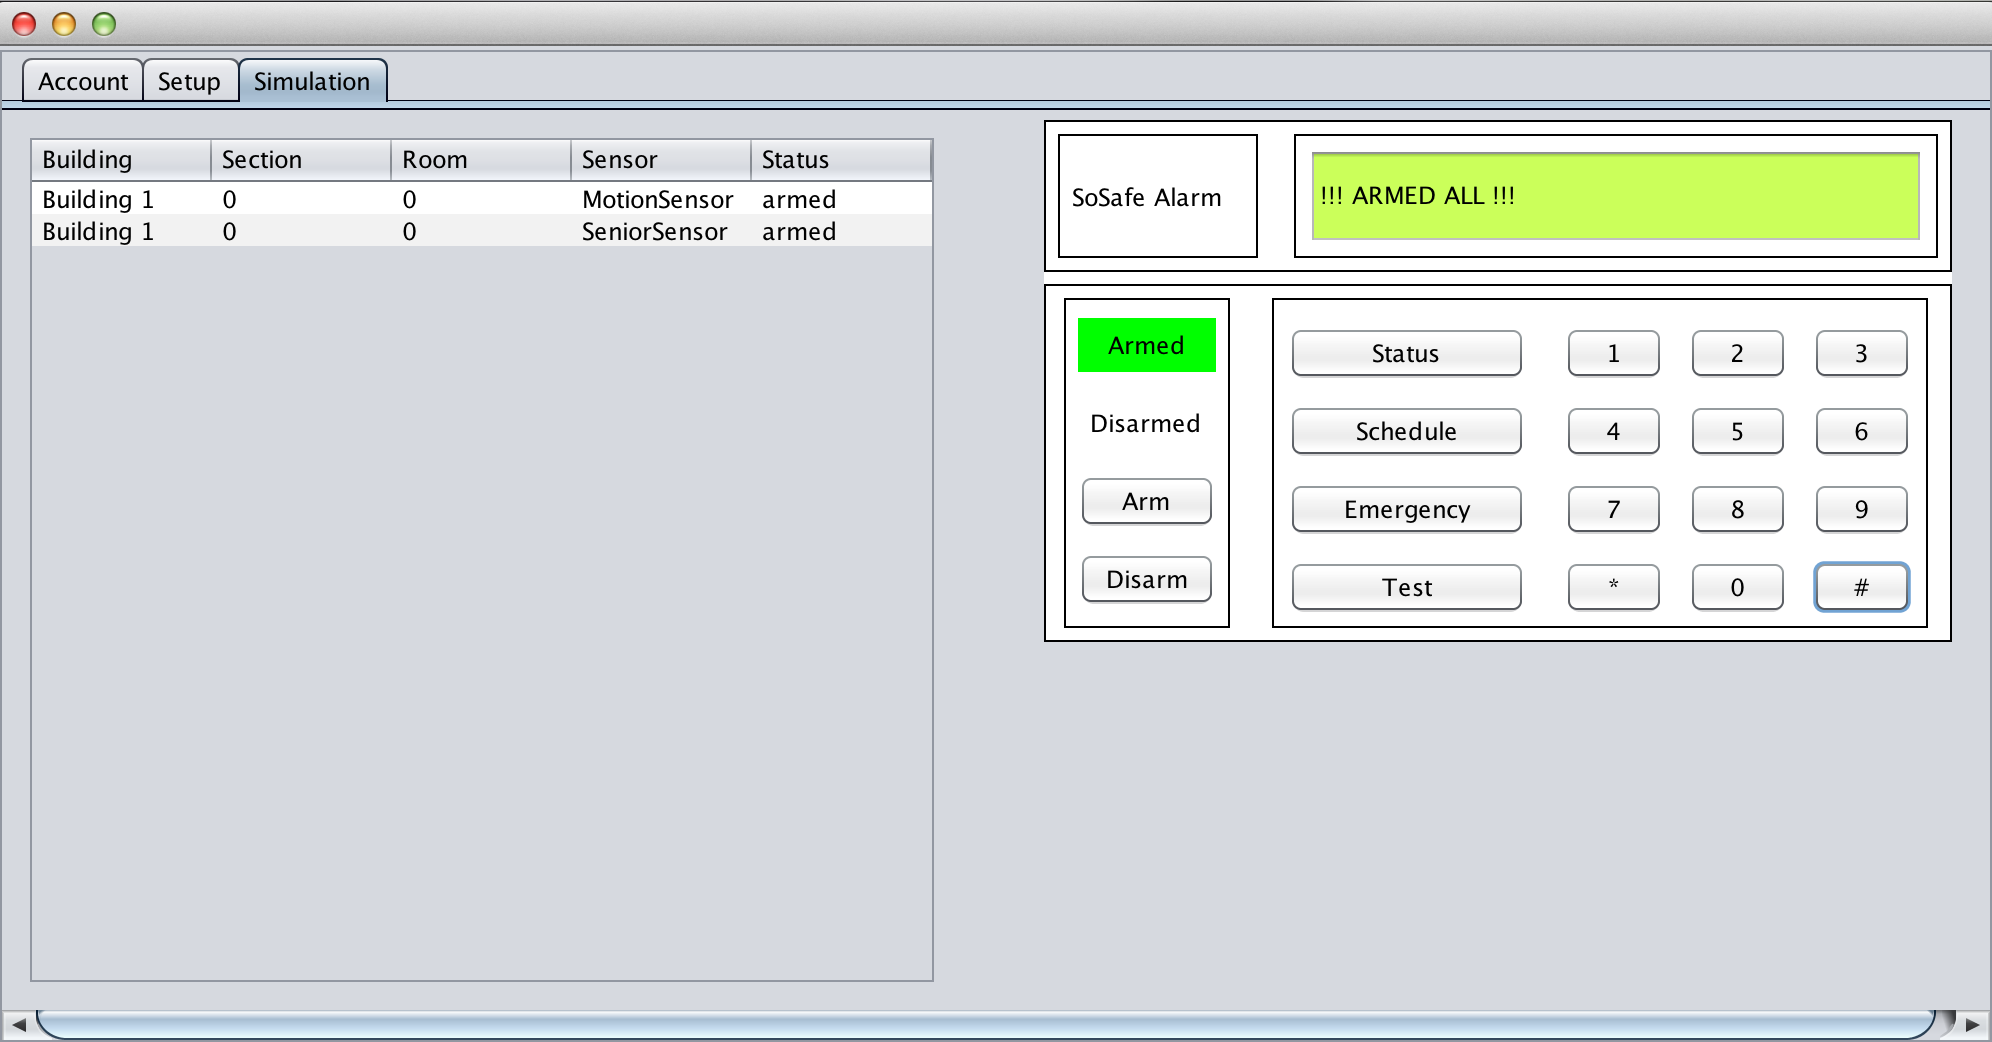 Account Setup Simulation
Building Section Room Sensor Status
Building 1 0 0 MotionSensor armed
Building 1 0 0 SeniorSensor armed
SoSafe Alarm
!!! ARMED ALL !!!
Armed
Disarmed
Arm
Disarm
Status 1 2 3
Schedule 4 5 6
Emergency 7 8 9
Test * 0 #